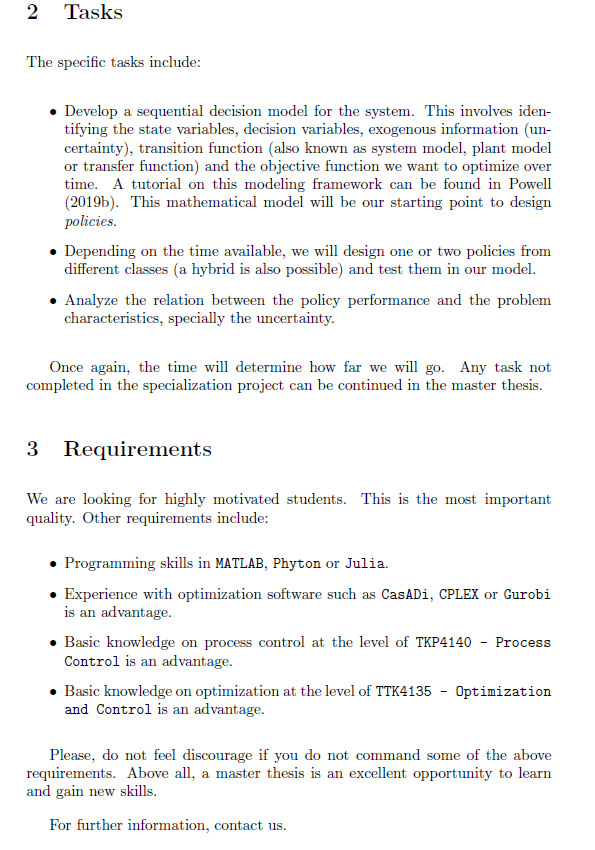 2 Tasks
The specific tasks include:
• Develop a sequential decision model for the system. This involves iden-
tifying the state variables, decision variables, exogenous information (un-
certainty), transition function (also known as system model, plant model
or transfer function) and the objective function we want to optimize over
time. A tutorial on this modeling framework can be found in Powell
(2019b). This mathematical model will be our starting point to design
policies.
• Depending on the time available, we will design one or two policies from
different classes (a hybrid is also possible) and test them in our model.
• Analyze the relation between the policy performance and the problem
characteristics, specially the uncertainty.
Once again, the time will determine how far we will go. Any task not
completed in the specialization project can be continued in the master thesis.
3 Requirements
We are looking for highly motivated students. This is the most important
quality. Other requirements include:
• Programming skills in MATLAB, Phyton or Julia.
• Experience with optimization software such as CasADi, CPLEX or Gurobi
is an advantage.
• Basic knowledge on process control at the level of TKP4140 - Process
Control is an advantage.
• Basic knowledge on optimization at the level of TTK4135 - Optimization
and Control is an advantage.
Please, do not feel discourage if you do not command some of the above
requirements. Above all, a master thesis is an excellent opportunity to learn
and gain new skills.
For further information, contact us.